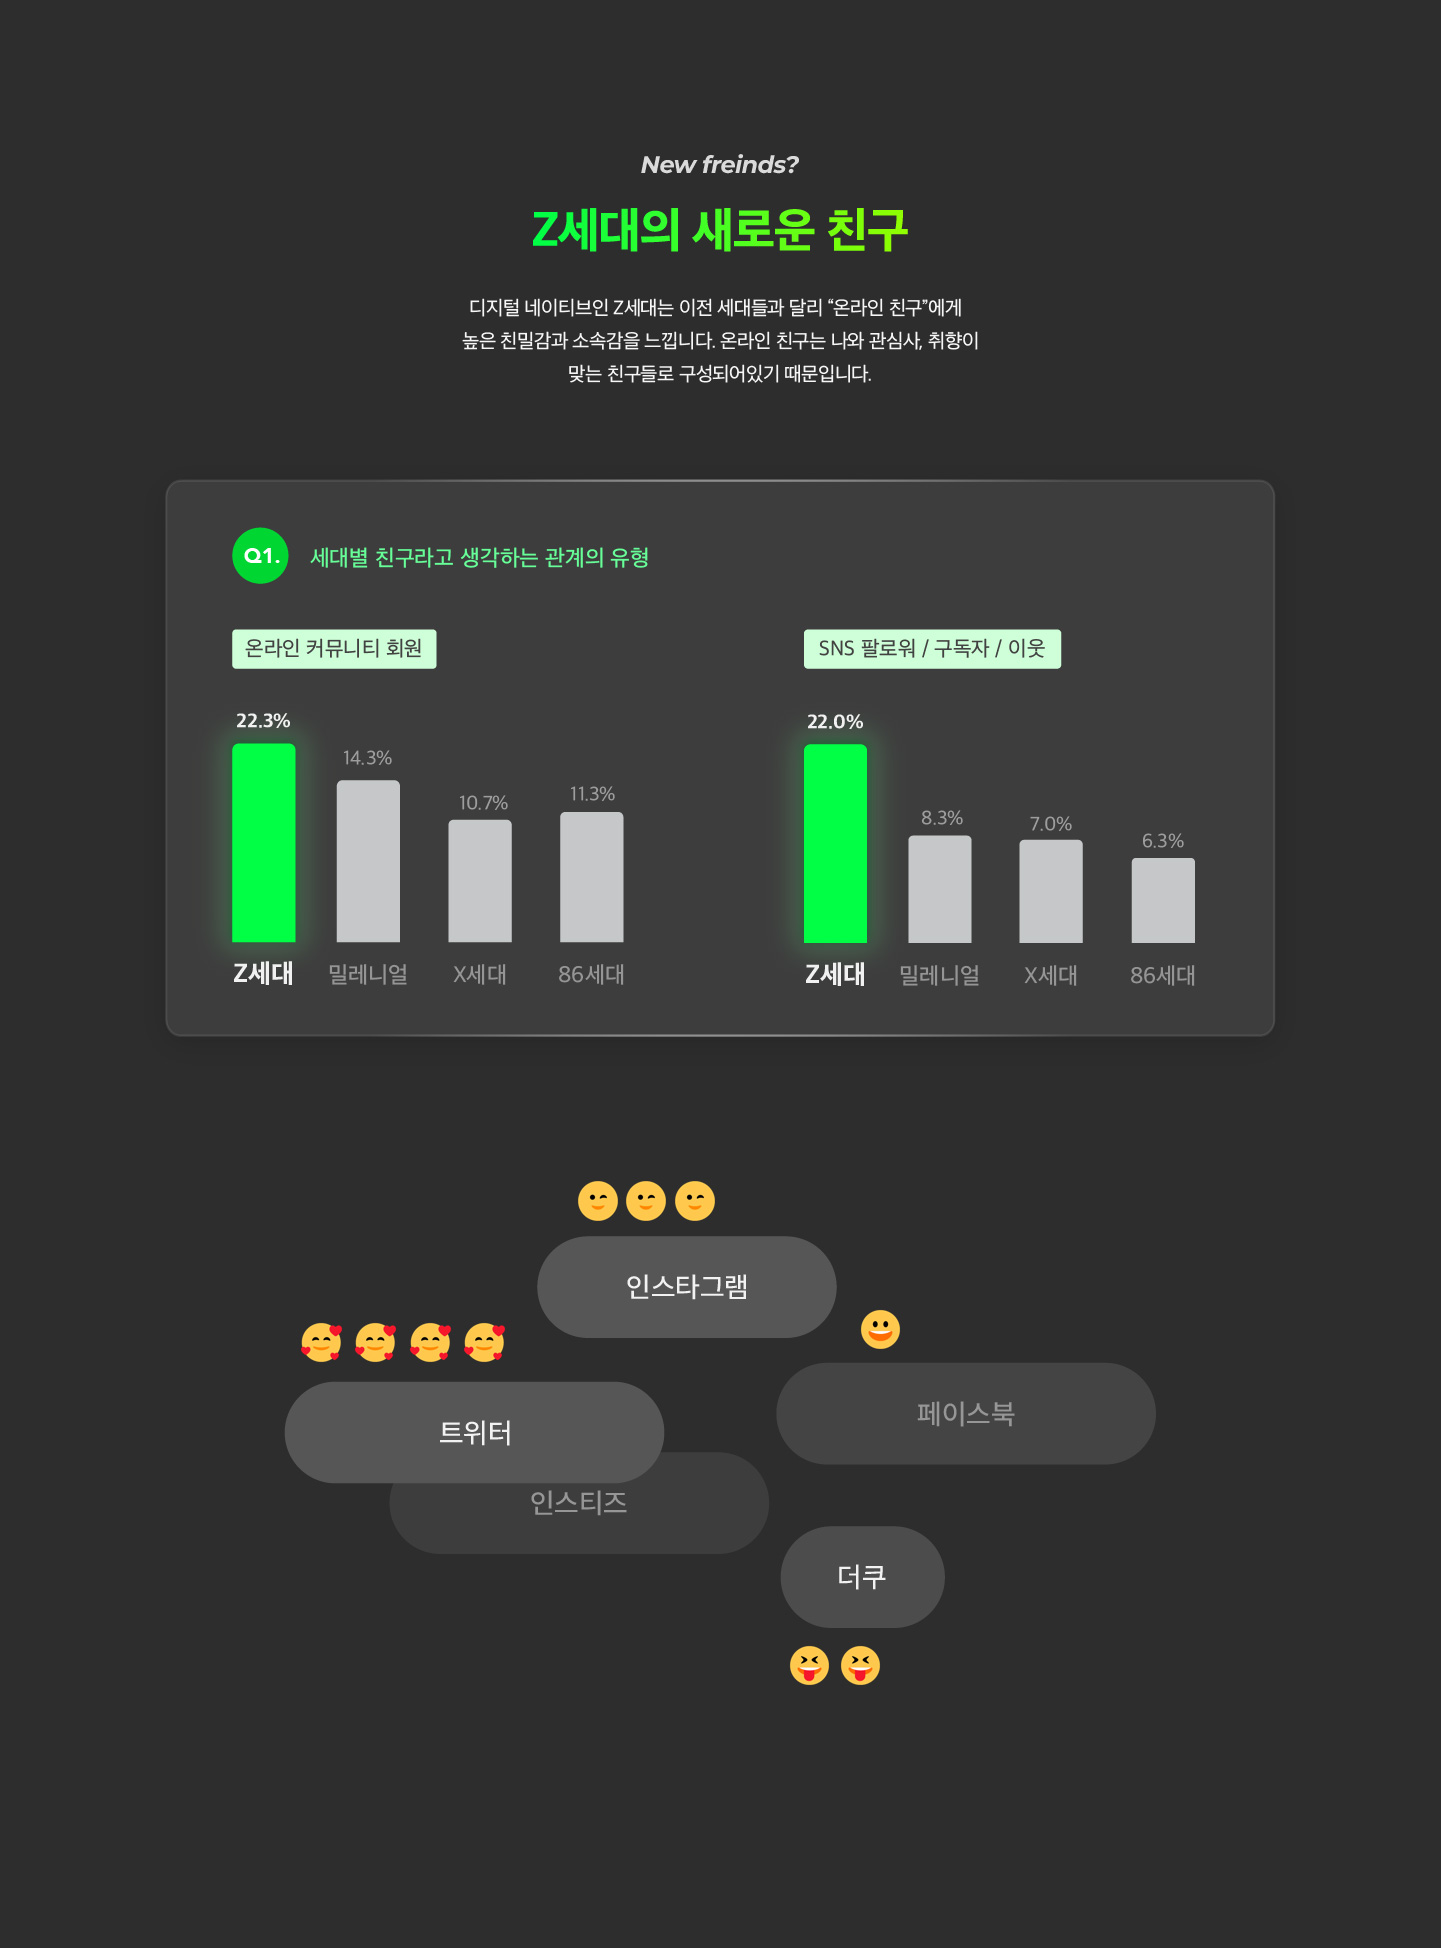 New freinds?
Z세대의 새로운 친구
디지털 네이티브인 Z세대는 이전 세대들과 달리 “온라인 친구”에게
높은 친밀감과 소속감을 느낍니다. 온라인 친구는 나와 관심사, 취향이
맞는 친구들로 구성되어있기 때문입니다.
Q1. 세대별 친구라고 생각하는 관계의 유형
온라인 커뮤니티 회원
22.3%
14.3%
10.7%
11.3%
Z세대
밀레니얼
X세대
86세대
SNS 팔로워 / 구독자 / 이웃
22.0%
8.3%
7.0%
6.3%
Z세대
밀레니얼
X세대
86세대
인스타그램
페이스북
트위터
인스티즈
더쿠